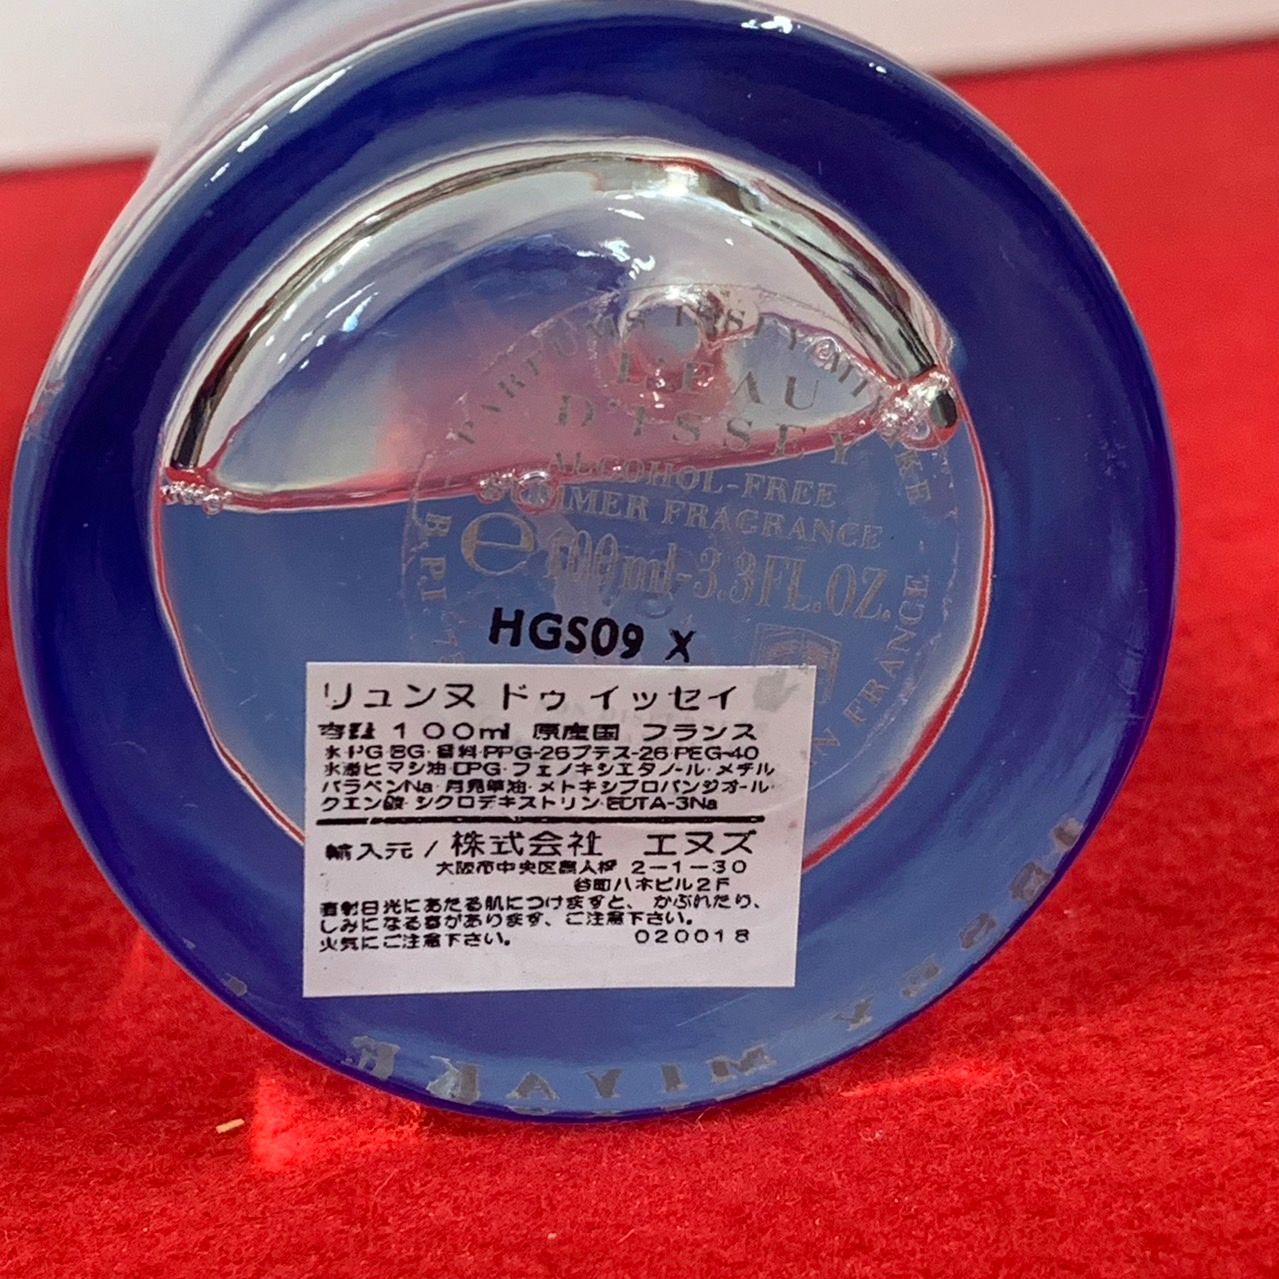 PARFUMS ISSEY MIYAKE
L'EAU
D'ISSEY
ALCOHOL-FREE
SUMMER FRAGRANCE
e 100ml-3.3FL.OZ.
B.P.I.
FRANCE
HGS09 X
リュンヌ ドゥ イッセイ
容量 100ml 原産国 フランス
水・PG・BG・香料・PPG-26ブテス-26・PEG-40
水添ヒマシ油・DPG・フェノキシエタノール・メチル
パラベンNa・月見草油・メトキシプロパンジオール・
クエン酸・シクロデキストリン・EDTA-3Na
輸入元/株式会社 エヌズ
大阪市中央区農人橋 2-1-30
谷町八木ビル2F
直射日光にあたる肌につけますと、かぶれたり、
しみになる事があります、ご注意下さい。
火気にご注意下さい。 020018
ISSEY MIYAKE